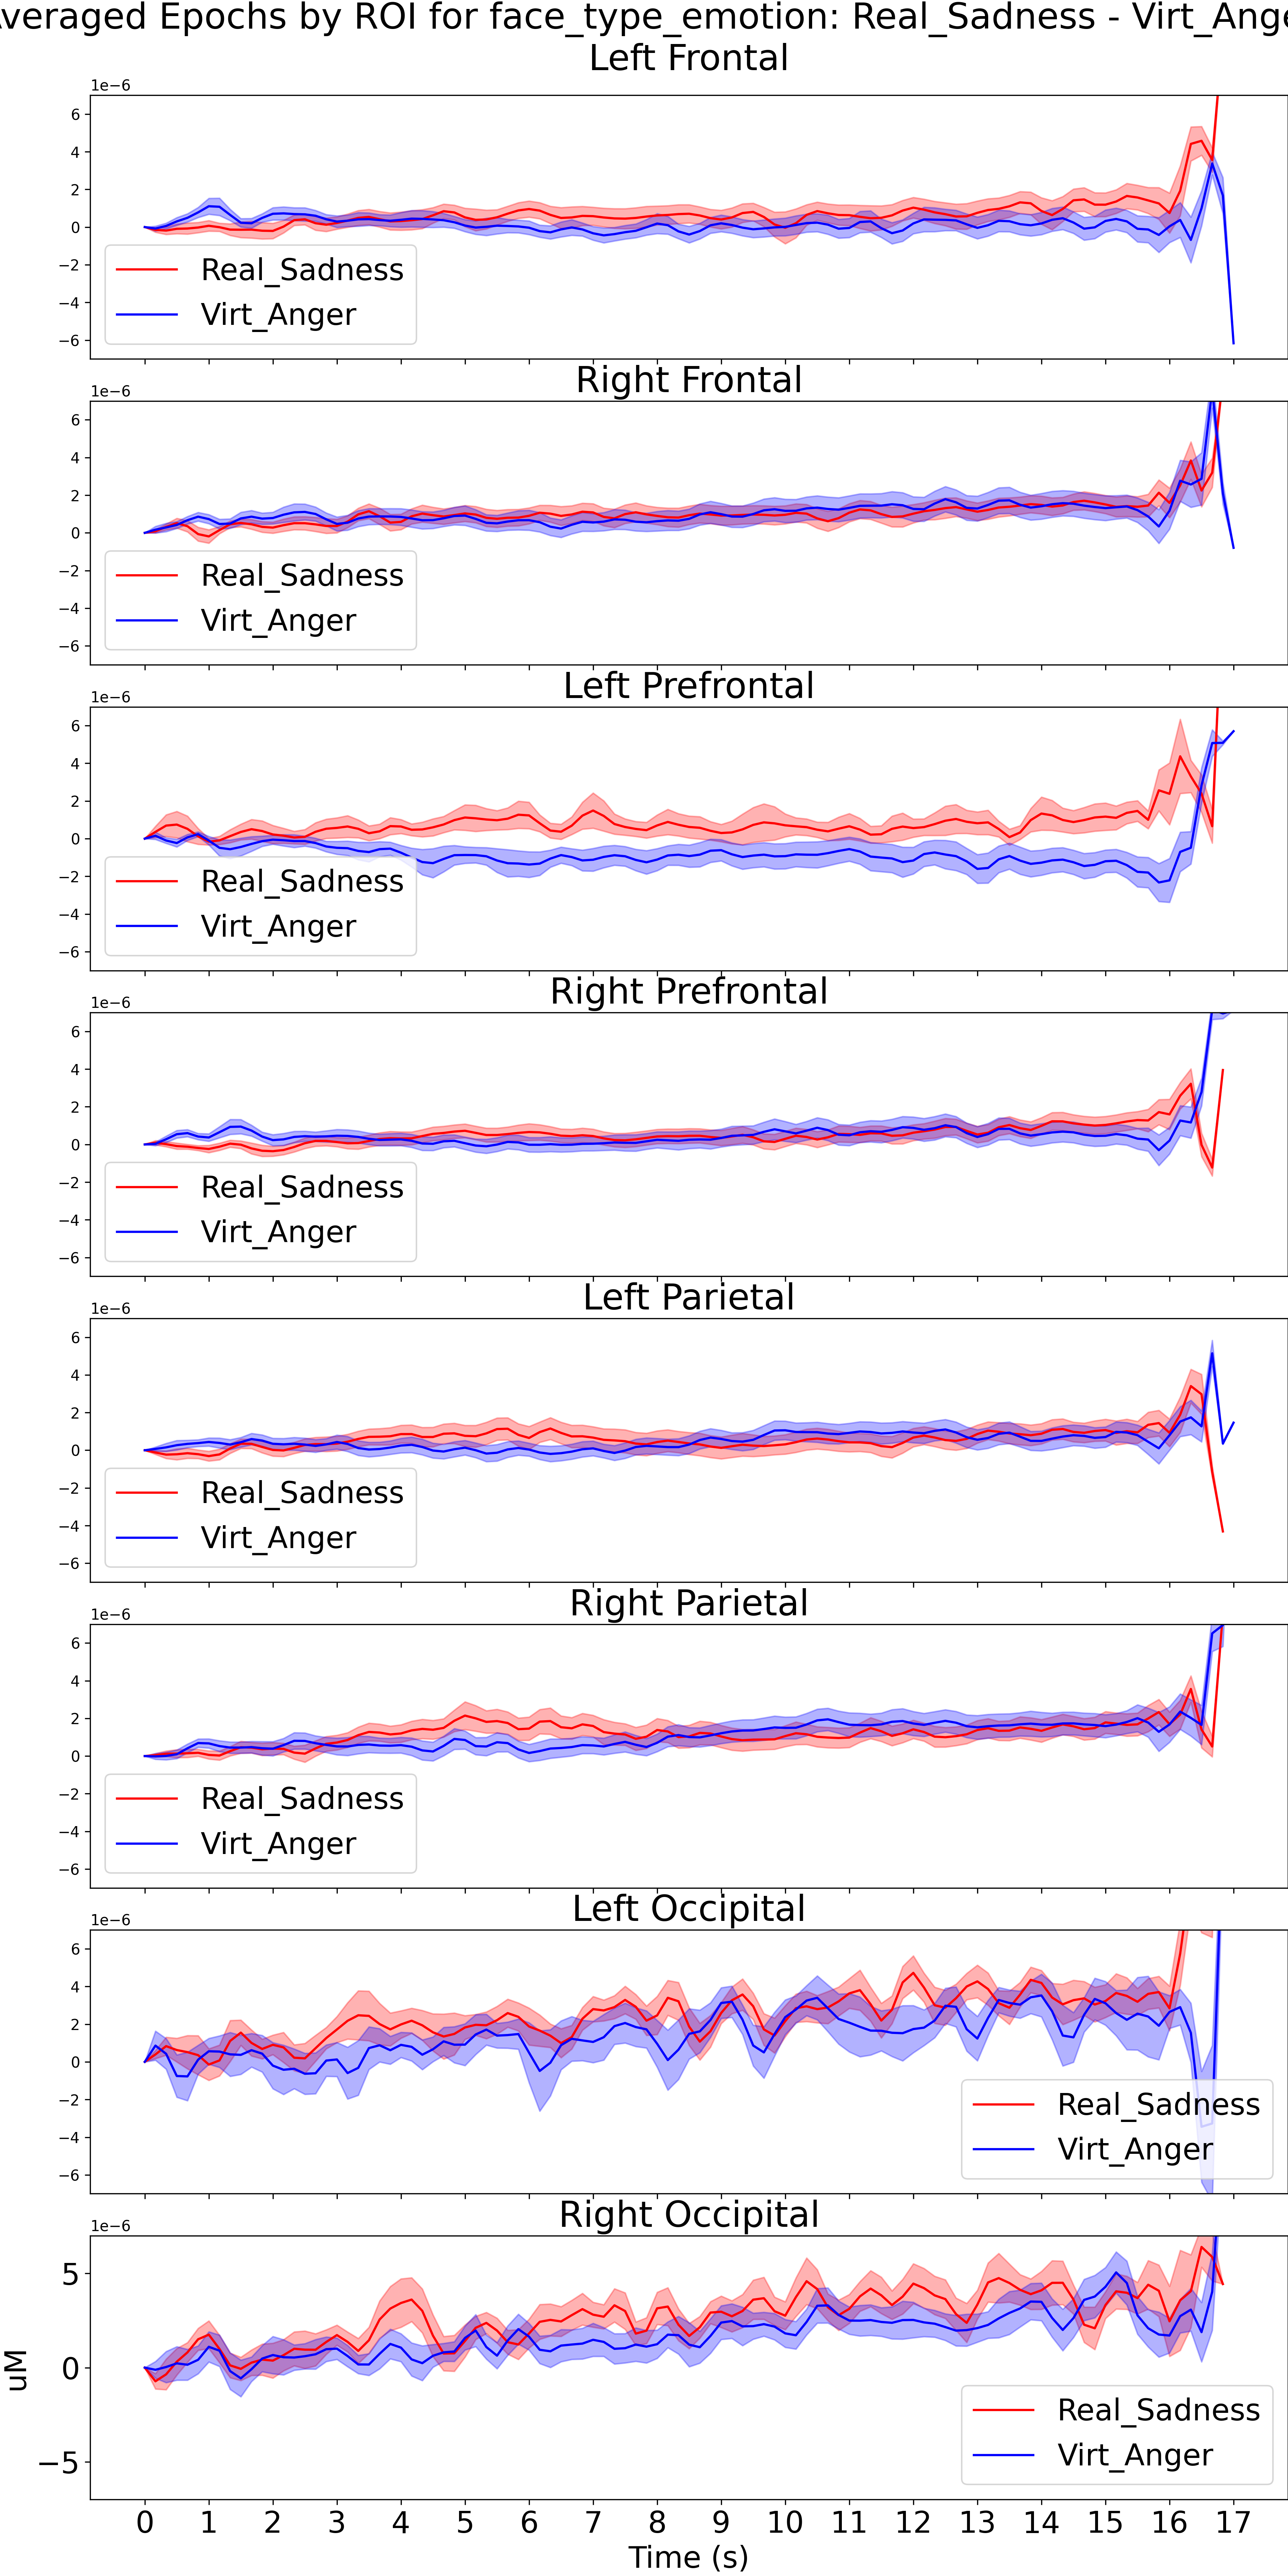 veraged Epochs by ROI for face_type_emotion: Real_Sadness - Virt_Ange
Left Frontal
1e−6
6
4
2
0
−2
−4
−6
Real_Sadness
Virt_Anger
Right Frontal
1e−6
6
4
2
0
−2
−4
−6
Real_Sadness
Virt_Anger
Left Prefrontal
1e−6
6
4
2
0
−2
−4
−6
Real_Sadness
Virt_Anger
Right Prefrontal
1e−6
6
4
2
0
−2
−4
−6
Real_Sadness
Virt_Anger
Left Parietal
1e−6
6
4
2
0
−2
−4
−6
Real_Sadness
Virt_Anger
Right Parietal
1e−6
6
4
2
0
−2
−4
−6
Real_Sadness
Virt_Anger
Left Occipital
1e−6
6
4
2
0
−2
−4
−6
Real_Sadness
Virt_Anger
Right Occipital
1e−6
5
0
−5
uM
Real_Sadness
Virt_Anger
0 1 2 3 4 5 6 7 8 9 10 11 12 13 14 15 16 17
Time (s)